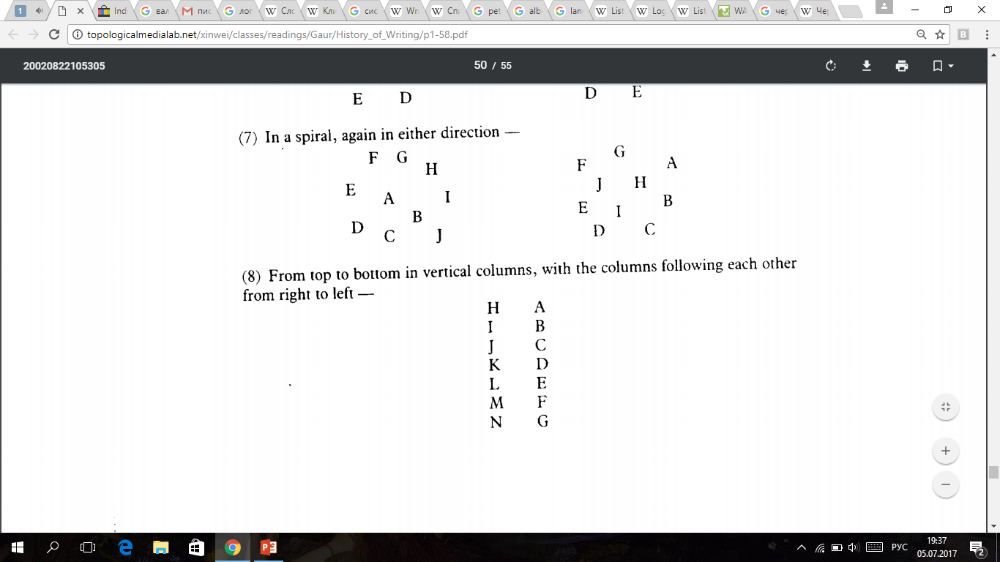 1
Ind
вал
пис
лог
Сло
Кли
сис
Wri
Спи
pet
alb
lan
List
Log
List
WA
чер
Чер
topologicalmedialab.net/xinwei/classes/readings/Gaur/History_of_Writing/p1-58.pdf
20020822105305
50 / 55
E D D E
(7) In a spiral, again in either direction —
F G H
E A I
B
D C J
G
F A
J H
E I B
D C
(8) From top to bottom in vertical columns, with the columns following each other
from right to left —
H A
I B
J C
K D
L E
M F
N G
РУС
19:37
05.07.2017
2